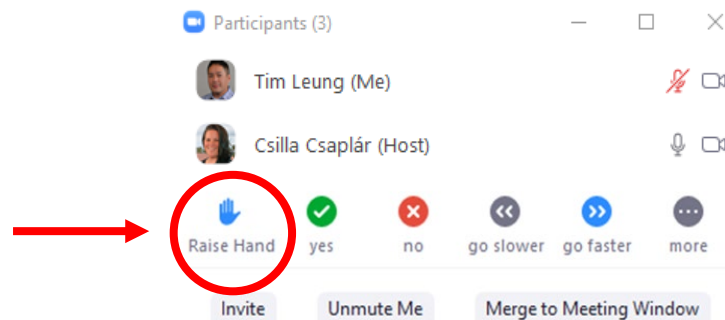 Participants (3)
Tim Leung (Me)
Csilla Csaplár (Host)
Raise Hand yes no go slower go faster more
Invite Unmute Me Merge to Meeting Window